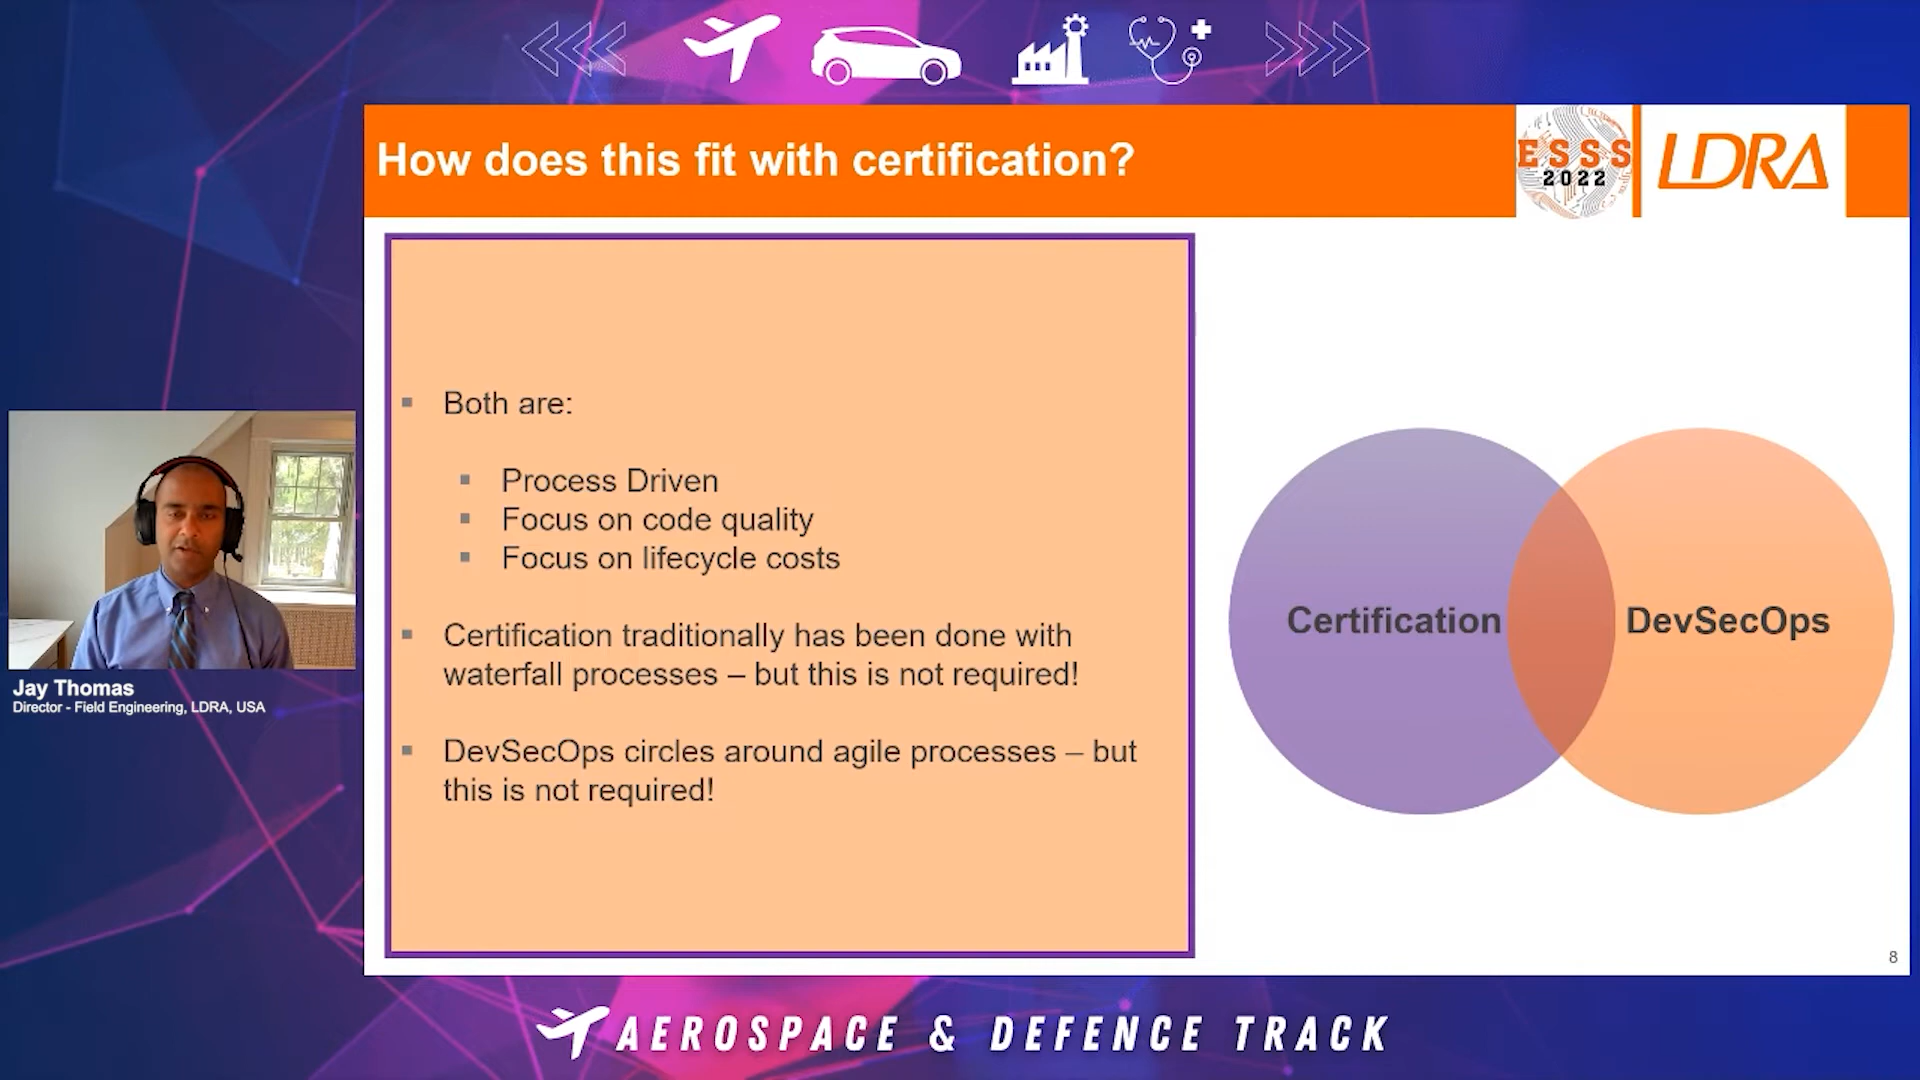 How does this fit with certification?
ESSS
2022
LDRA
Both are:
Process Driven
Focus on code quality
Focus on lifecycle costs
Certification traditionally has been done with
waterfall processes – but this is not required!
DevSecOps circles around agile processes – but
this is not required!
Certification
DevSecOps
Jay Thomas
Director - Field Engineering, LDRA, USA
8
AEROSPACE & DEFENCE TRACK